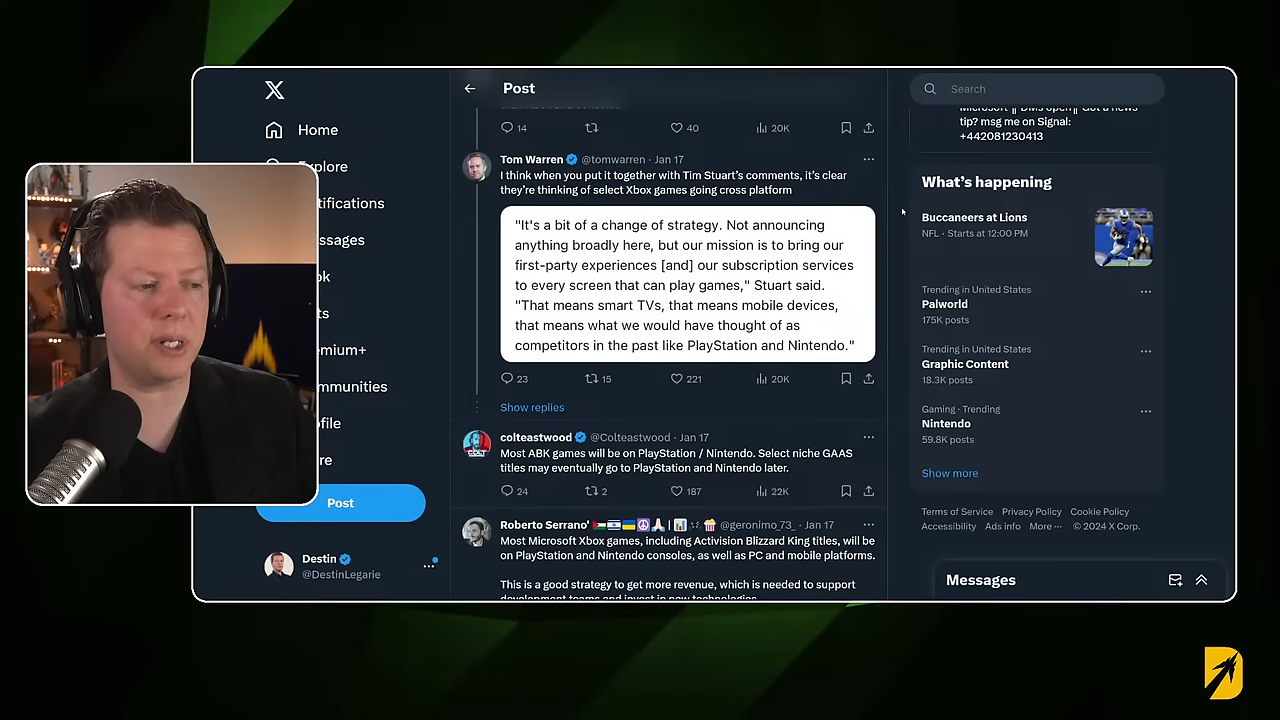 Post
Search
Home
Explore
Microsoft || DMs open|| Got a news
tip? msg me on Signal:
+442081230413
14
40
20K
Tom Warren @tomwarren · Jan 17
I think when you put it together with Tim Stuart's comments, it's clear
they're thinking of select Xbox games going cross platform
"It's a bit of a change of strategy. Not announcing
anything broadly here, but our mission is to bring our
first-party experiences [and] our subscription services
to every screen that can play games," Stuart said.
"That means smart TVs, that means mobile devices,
that means what we would have thought of as
competitors in the past like PlayStation and Nintendo."
23
15
221
20K
Show replies
colteastwood @Colteastwood · Jan 17
Most ABK games will be on PlayStation / Nintendo. Select niche GAAS
titles may eventually go to PlayStation and Nintendo later.
24
2
187
22K
Roberto Serrano' 🇵🇸🇮🇱🇺🇦☮️🙏🏻 | 📊 🍿 @geronimo_73_ · Jan 17
Most Microsoft Xbox games, including Activision Blizzard King titles, will be
on PlayStation and Nintendo consoles, as well as PC and mobile platforms.
This is a good strategy to get more revenue, which is needed to support
development teams and invest in new technologies
tifications
ssages
ok
ts
emium+
mmunities
file
re
Post
Destin
@DestinLegarie
What's happening
Buccaneers at Lions
NFL · Starts at 12:00 PM
Trending in United States
Palworld
175K posts
Trending in United States
Graphic Content
18.3K posts
Gaming · Trending
Nintendo
59.8K posts
Show more
Terms of Service Privacy Policy Cookie Policy
Accessibility Ads info More ··· © 2024 X Corp.
Messages